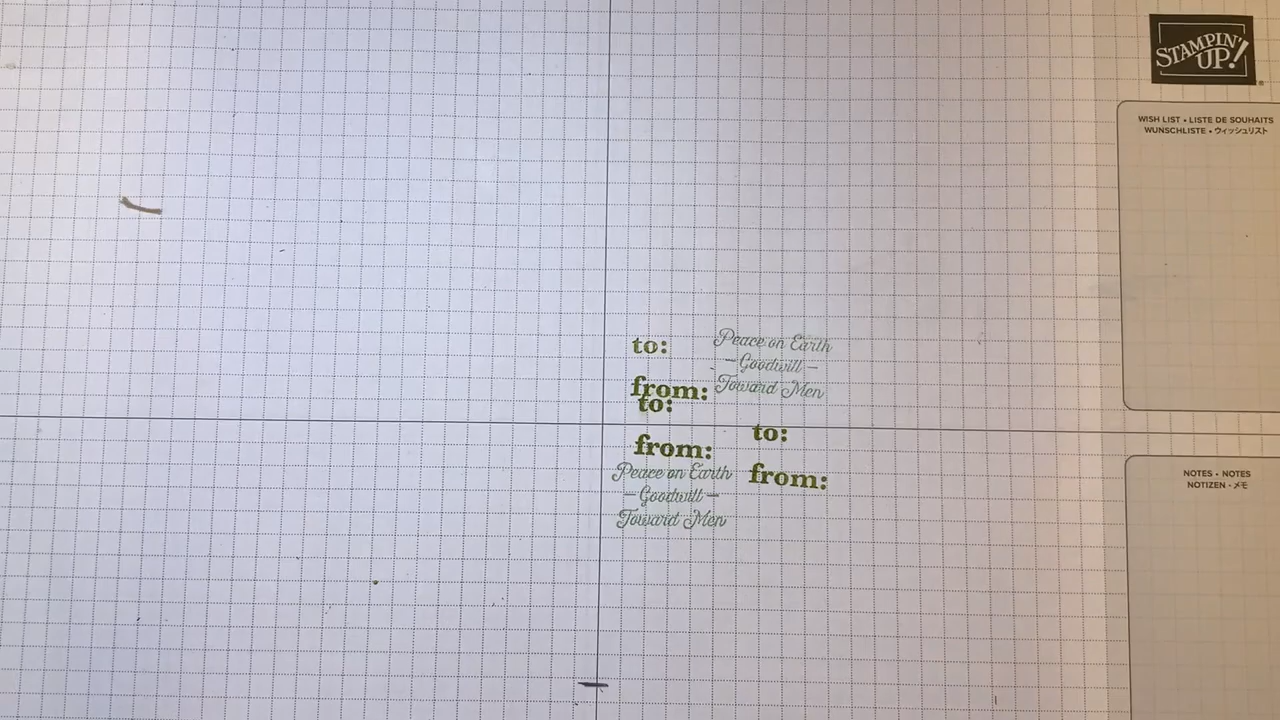 STAMPIN' UP!
WISH LIST • LISTE DE SOUHAITS
WUNSCHLISTE • ウィッシュリスト
to:
from:
Peace on Earth
— Goodwill —
Toward Men
to:
from:
to:
from:
Peace on Earth
— Goodwill —
Toward Men
NOTES • NOTES
NOTIZEN • メモ